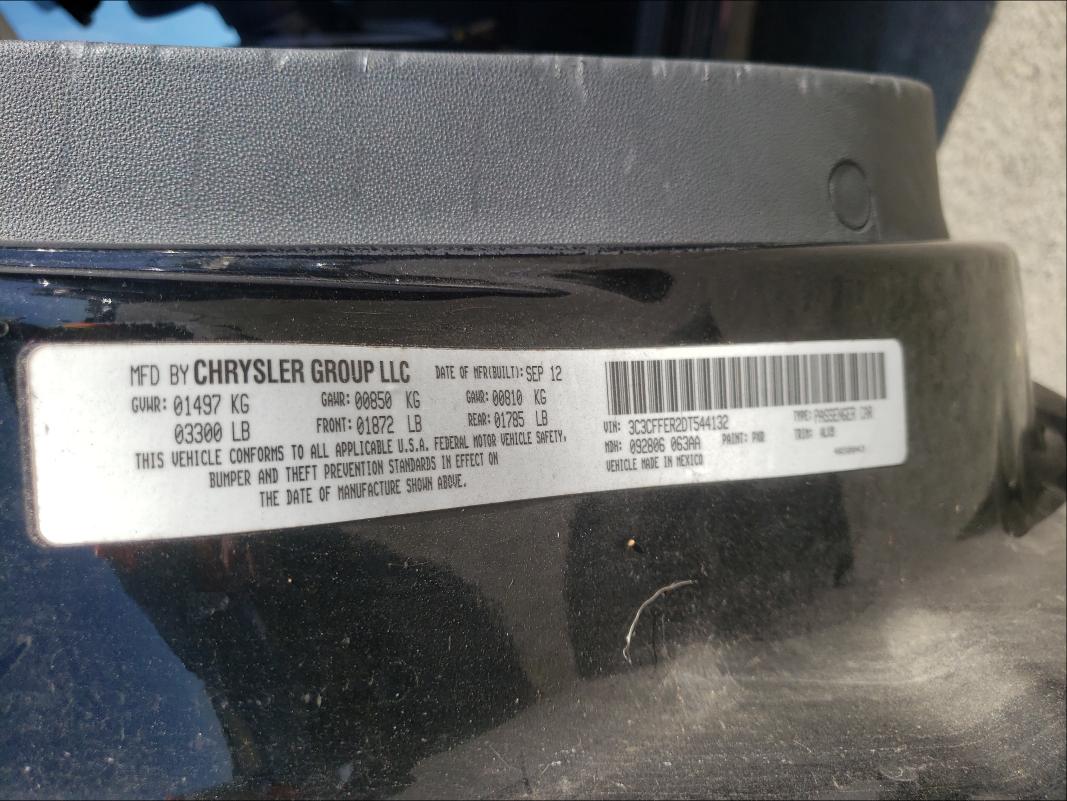 MFD BY CHRYSLER GROUP LLC DATE OF MFR(BUILT): SEP 12
GVWR: 01497 KG GAWR: 00850 KG GAWR: 00810 KG
03300 LB FRONT: 01872 LB REAR: 01785 LB
THIS VEHICLE CONFORMS TO ALL APPLICABLE U.S.A. FEDERAL MOTOR VEHICLE SAFETY,
BUMPER AND THEFT PREVENTION STANDARDS IN EFFECT ON
THE DATE OF MANUFACTURE SHOWN ABOVE.
VIN: 3C3CFFER2DT544132 TYPE: PASSENGER CAR
MDH: 092806 063AA PAINT: TRIM:
VEHICLE MADE IN MEXICO